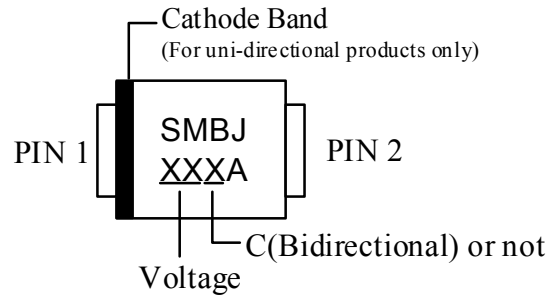 Cathode Band
(For uni-directional products only)
SMBJ
PIN 1
XXXA
PIN 2
C(Bidirectional) or not
Voltage